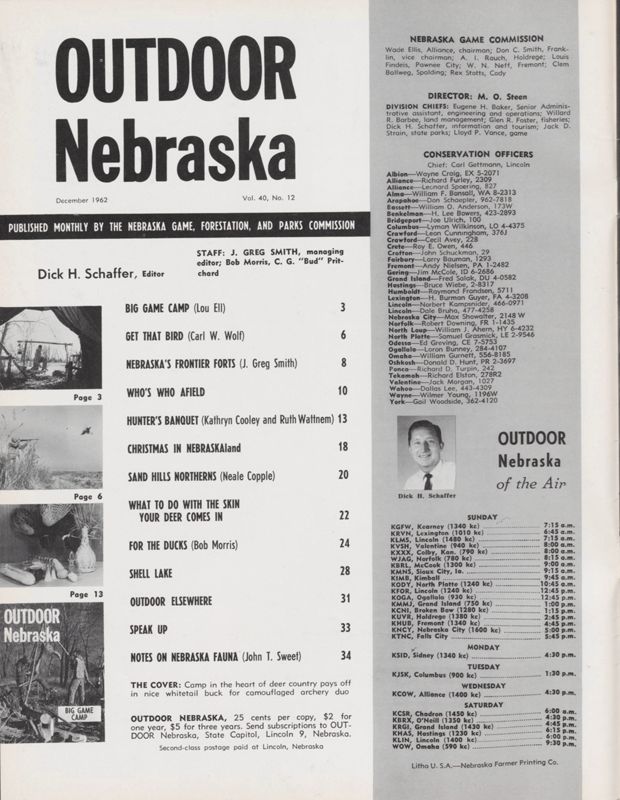 OUTDOOR
Nebraska
December 1962
Vol. 40, No. 12
PUBLISHED MONTHLY BY THE NEBRASKA GAME, FORESTATION, AND PARKS COMMISSION
Dick H. Schaffer, Editor
STAFF: J. GREG SMITH, managing
editor; Bob Morris, C. G. "Bud" Prit-
chard
BIG GAME CAMP (Lou Ell) 3
GET THAT BIRD (Carl W. Wolf) 6
NEBRASKA'S FRONTIER FORTS (J. Greg Smith) 8
WHO'S WHO AFIELD 10
HUNTER'S BANQUET (Kathryn Cooley and Ruth Wattnem) 13
CHRISTMAS IN NEBRASKAland 18
SAND HILLS NORTHERNS (Neale Copple) 20
WHAT TO DO WITH THE SKIN
YOUR DEER COMES IN 22
FOR THE DUCKS (Bob Morris) 24
SHELL LAKE 28
OUTDOOR ELSEWHERE 31
SPEAK UP 33
NOTES ON NEBRASKA FAUNA (John T. Sweet) 34
Page 3
Page 6
Page 13
OUTDOOR
Nebraska
BIG GAME
CAMP
THE COVER: Camp in the heart of deer country pays off
in nice whitetail buck for camouflaged archery duo
OUTDOOR NEBRASKA, 25 cents per copy, $2 for
one year, $5 for three years. Send subscriptions to OUT-
DOOR Nebraska, State Capitol, Lincoln 9, Nebraska.
Second-class postage paid at Lincoln, Nebraska
NEBRASKA GAME COMMISSION
Wade Ellis, Alliance, chairman; Don C. Smith, Frank-
lin, vice chairman; A. I. Rauch, Holdrege; Louis
Findeis, Pawnee City; W. N. Neff, Fremont; Clem
Ballweg, Spalding; Rex Stotts, Cody
DIRECTOR: M. O. Steen
DIVISION CHIEFS: Eugene H. Baker, Senior Adminis-
trative assistant, engineering and operations; Willard
R. Barbee, land management; Glen R. Foster, fisheries;
Dick H. Schaffer, information and tourism; Jack D.
Strain, state parks; Lloyd P. Vance, game
CONSERVATION OFFICERS
Chief: Carl Gettmann, Lincoln
Albion—Wayne Craig, EX 5-2071
Alliance—Richard Furley, 2309
Alliance—Leonard Spoering, 827
Alma—William F. Bonsall, WA 8-2313
Arapahoe—Don Schaepler, 962-7818
Bassett—William O. Anderson, 173W
Benkelman—H. Lee Bowers, 423-2893
Bridgeport—Joe Ulrich, 100
Columbus—Lyman Wilkinson, LO 4-4375
Crawford—Leon Cunningham, 376J
Crawford—Cecil Avey, 228
Crete—Roy E. Owen, 446
Crofton—John Schuckman, 29
Fairbury—Larry Bauman, 1293
Fremont—Andy Nielsen, PA 1-2482
Gering—Jim McCole, ID 6-2686
Grand Island—Fred Salak, DU 4-0582
Hastings—Bruce Wiebe, 2-8317
Humboldt—Raymond Frandsen, 5711
Lexington—H. Burman Guyer, FA 4-3208
Lincoln—Norbert Kampsnider, 466-0971
Lincoln—Dale Bruha, 477-4258
Nebraska City—Max Showalter, 2148 W
Norfolk—Robert Downing, FR 1-1435
North Loup—William J. Ahern, HY 6-4232
North Platte—Samuel Grasmick, LE 2-9546
Odessa—Ed Greving, CE 7-5753
Ogallala—Loron Bunney, 284-4107
Omaha—William Gurnett, 556-8185
Oshkosh—Donald D. Hunt, PR 2-3697
Ponca—Richard D. Turpin, 242
Tekamah—Richard Elston, 278R2
Valentine—Jack Morgan, 1027
Wahoo—Dallas Lee, 443-4309
Wayne—Wilmer Young, 1196W
York—Gail Woodside, 362-4120
Dick H. Schaffer
OUTDOOR
Nebraska
of the Air
SUNDAY
KGFW, Kearney (1340 kc) 7:15 a.m.
KRVN, Lexington (1010 kc) 6:45 a.m.
KLMS, Lincoln (1480 kc) 7:15 a.m.
KVSH, Valentine (940 kc) 8:00 a.m.
KXXX, Colby, Kan. (790 kc) 8:00 a.m.
WJAG, Norfolk (780 kc) 8:15 a.m.
KBRL, McCook (1300 kc) 9:00 a.m.
KMNS, Sioux City, Ia. 9:15 a.m.
KIMB, Kimball 9:45 a.m.
KODY, North Platte (1240 kc) 10:45 a.m.
KFOR, Lincoln (1240 kc) 12:45 p.m.
KOGA, Ogallala (930 kc) 12:45 p.m.
KMMJ, Grand Island (750 kc) 1:00 p.m.
KCNI, Broken Bow (1280 kc) 1:15 p.m.
KUVR, Holdrege (1380 kc) 2:45 p.m.
KHUB, Fremont (1340 kc) 4:45 p.m.
KNCY, Nebraska City (1600 kc) 5:00 p.m.
KTNC, Falls City 5:45 p.m.
MONDAY
KSID, Sidney (1340 kc) 4:30 p.m.
TUESDAY
KJSK, Columbus (900 kc) 1:30 p.m.
WEDNESDAY
KCOW, Alliance (1400 kc) 4:30 p.m.
SATURDAY
KCSR, Chadron (1450 kc) 6:00 a.m.
KBRX, O'Neill (1350 kc) 4:30 p.m.
KRGI, Grand Island (1430 kc) 4:45 p.m.
KHAS, Hastings (1230 kc) 6:15 p.m.
KLIN, Lincoln (1400 kc) 6:00 p.m.
WOW, Omaha (590 kc) 9:30 p.m.
Litho U.S.A.—Nebraska Farmer Printing Co.